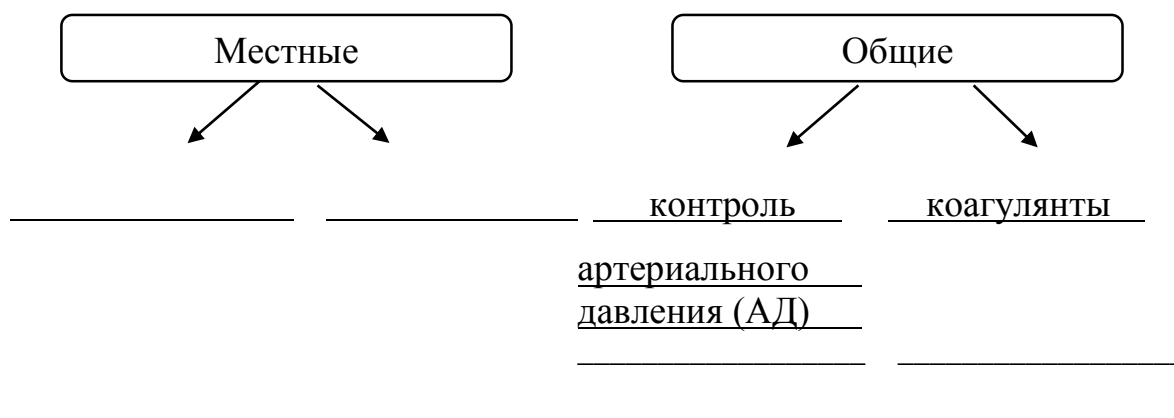 Местные Общие
контроль коагулянты
артериального
давления (АД)